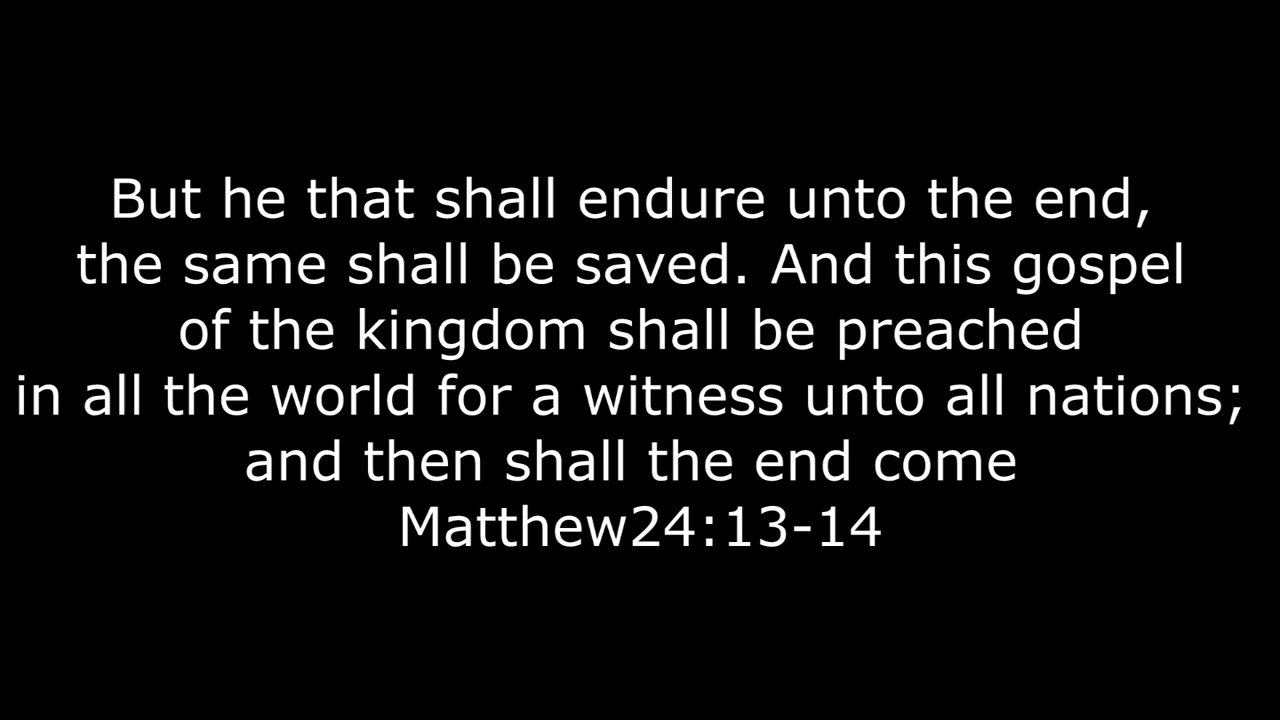 But he that shall endure unto the end,
the same shall be saved. And this gospel
of the kingdom shall be preached
in all the world for a witness unto all nations;
and then shall the end come
Matthew24:13-14